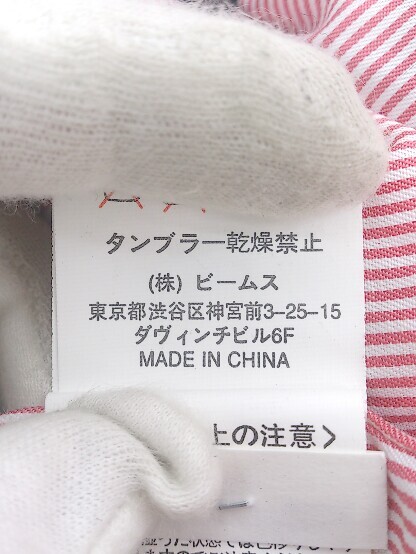 タンブラー乾燥禁止
(株) ビームス
東京都渋谷区神宮前3-25-15
ダヴィンチビル6F
MADE IN CHINA
上の注意>